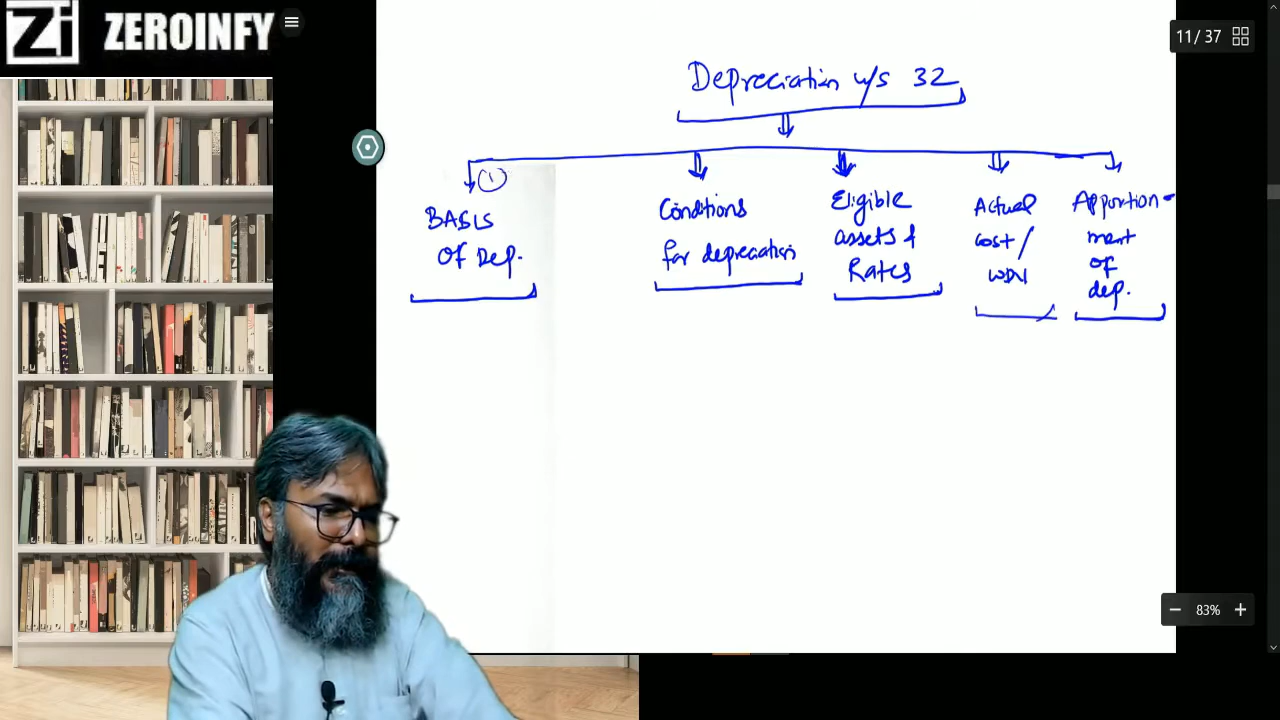 Zi ZEROINFY
11 / 37
Depreciation u/s 32
①
BASIS
Of Dep.
Conditions
for depreciation
Eligible
assets &
Rates
Actual
cost/
WDV
Apportion-
ment
of
dep.
83%